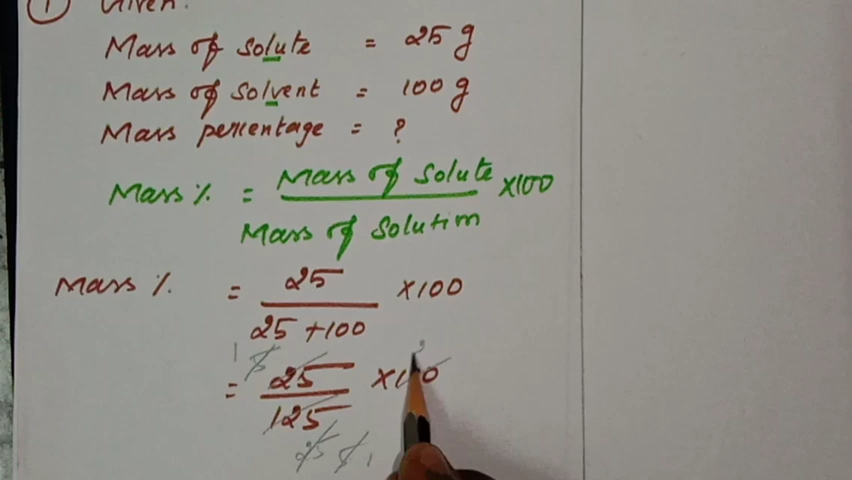 ① Given:
Mass of solute = 25 g
Mass of solvent = 100 g
Mass percentage = ?
Mass % = Mass of solute / Mass of solution ×100
Mass % = 25 / 25 + 100 ×100
= 25 / 125 ×100